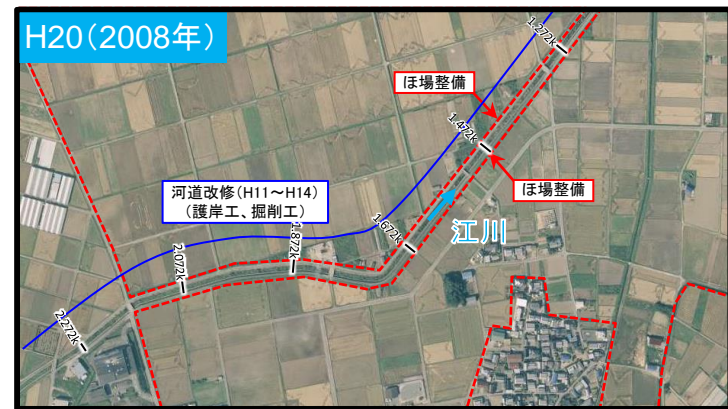 H20(2008年)
1.272k
ほ場整備
1.472k
ほ場整備
河道改修(H11～H14)
(護岸工、掘削工)
1.672k
江川
1.872k
2.072k
2.272k